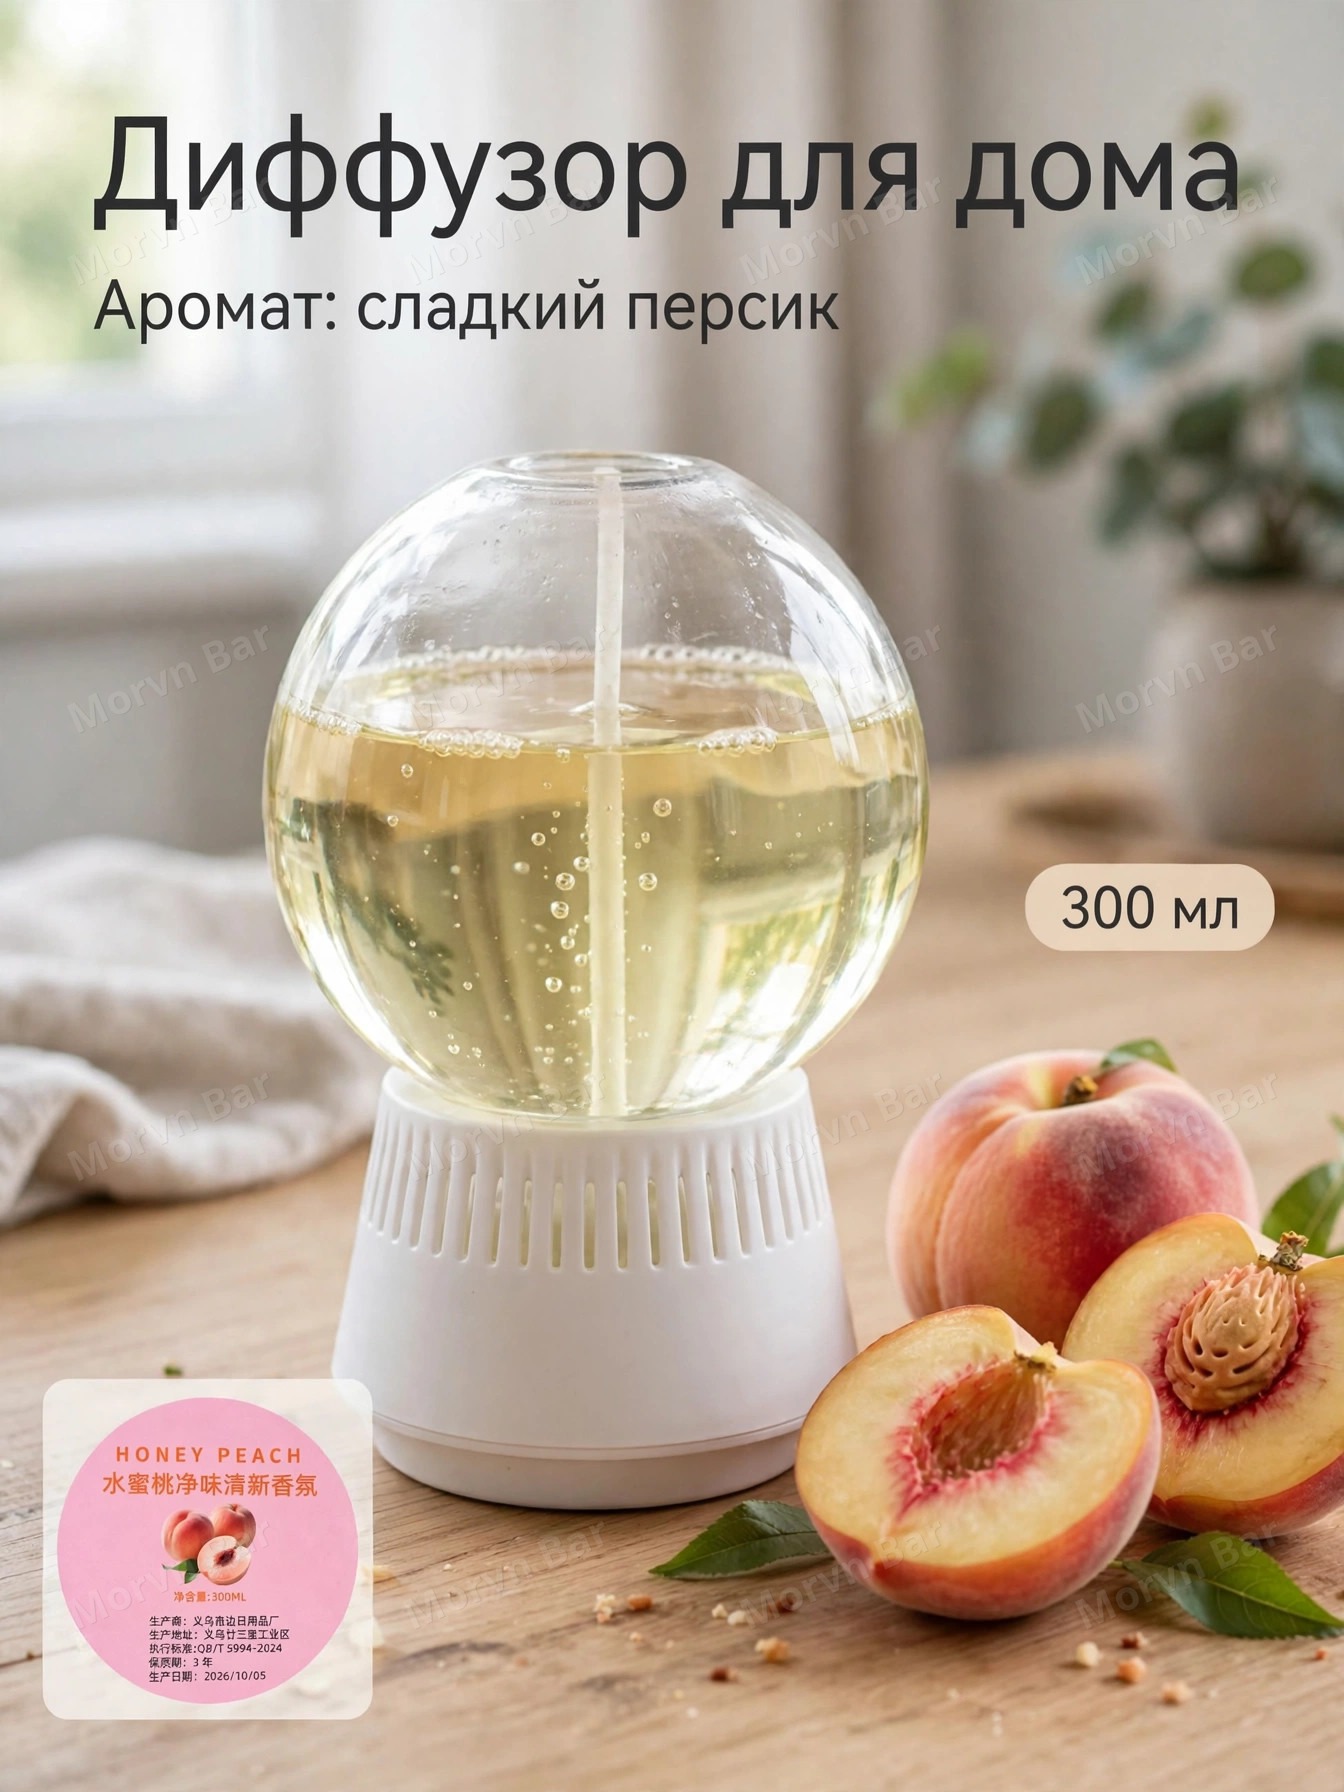 Диффузор для дома
Аромат: сладкий персик
300 мл
HONEY PEACH
水蜜桃净味清新香氛
净含量:300ML
生产商：义乌市边日用品厂
生产地址：义乌廿三里工业区
执行标准:QB/T 5994-2024
保质期：3 年
生产日期：2026/10/05
Morvn Bar